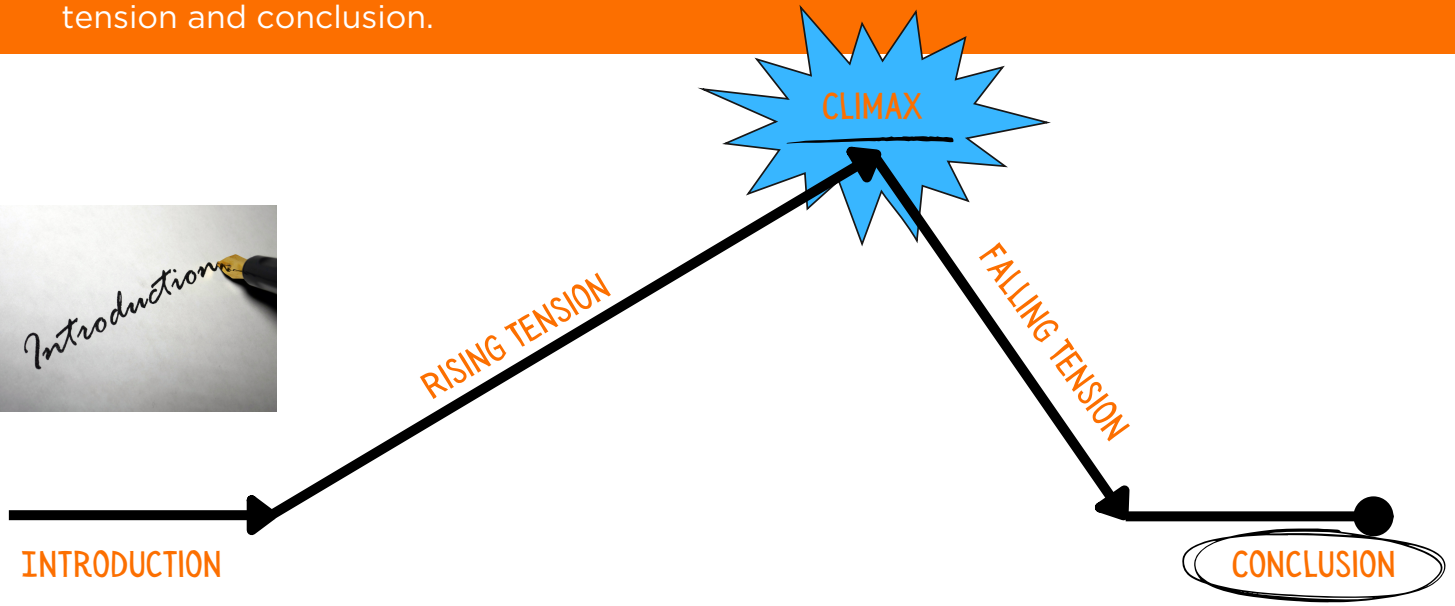 tension and conclusion.
CLIMAX
Introduction
RISING TENSION
FALLING TENSION
INTRODUCTION
CONCLUSION